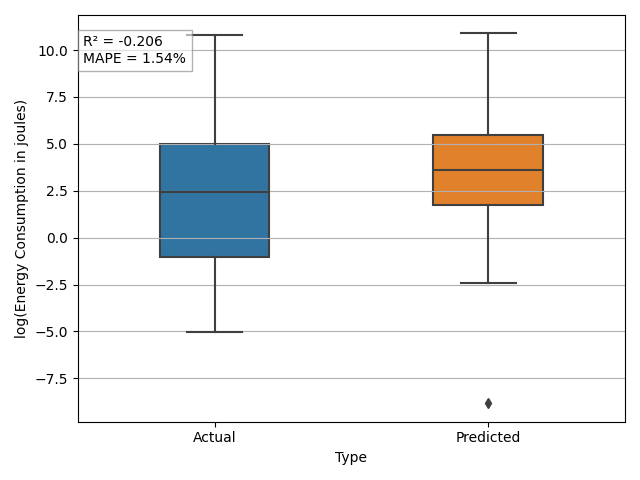 R² = -0.206
MAPE = 1.54%
log(Energy Consumption in joules)
10.0
7.5
5.0
2.5
0.0
−2.5
−5.0
−7.5
Actual
Predicted
Type